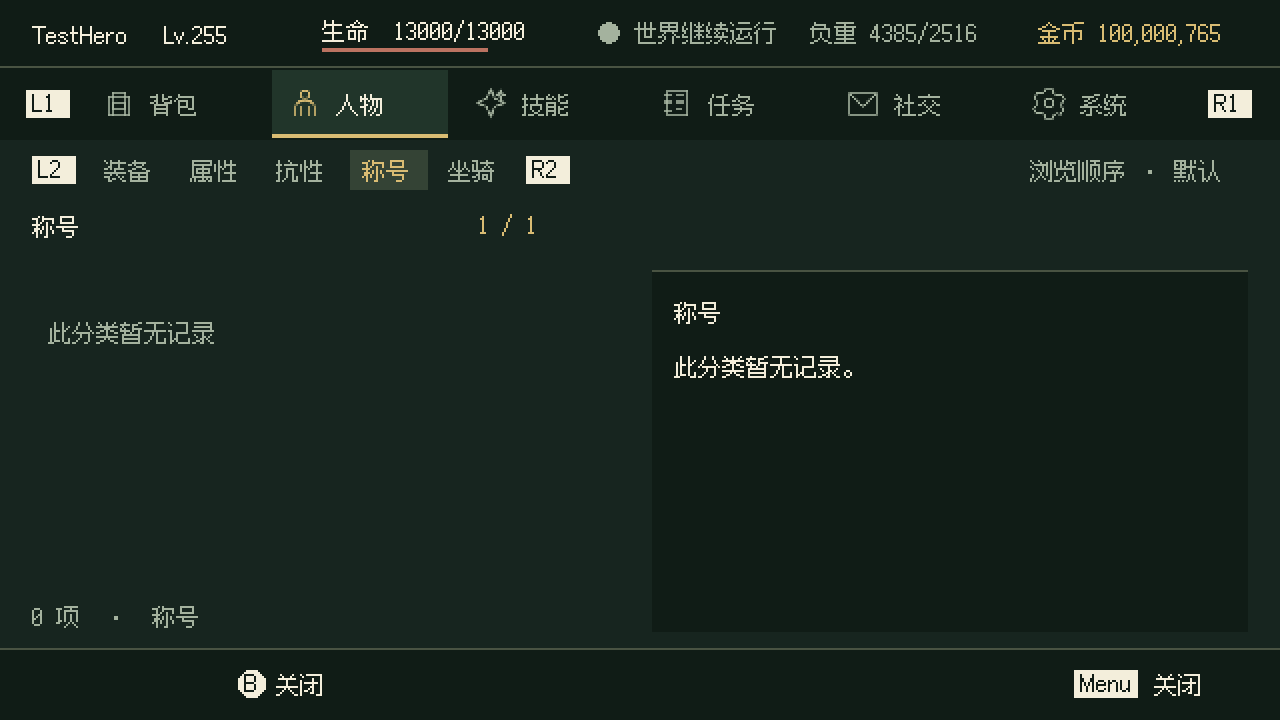 TestHero Lv.255 生命 13000/13000 世界继续运行 负重 4385/2516 金币 100,000,765
L1 背包 人物 技能 任务 社交 系统 R1
L2 装备 属性 抗性 称号 坐骑 R2 浏览顺序 · 默认
称号 1 / 1
称号
此分类暂无记录
此分类暂无记录。
0 项 · 称号
B 关闭 Menu 关闭